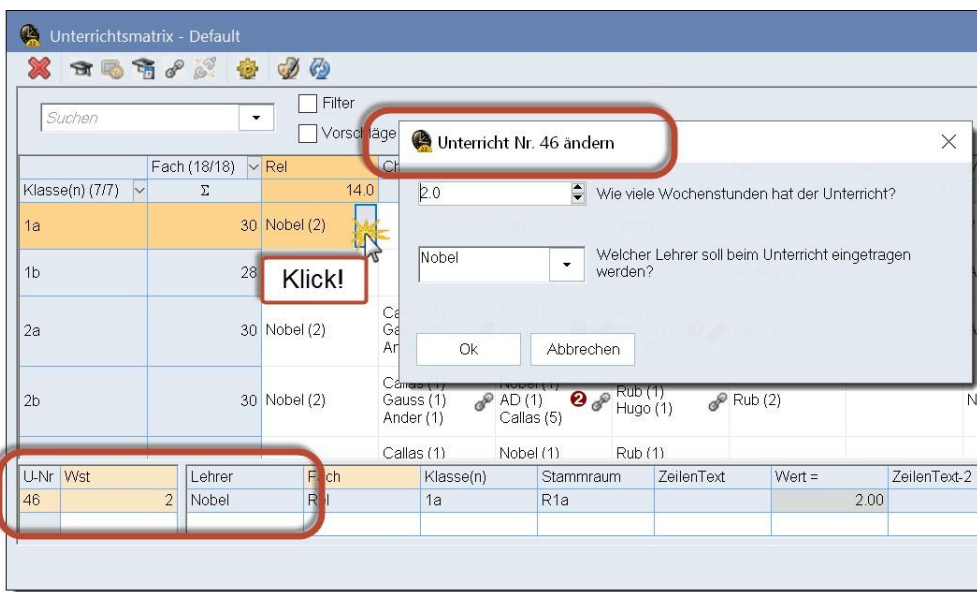 Unterrichtsmatrix - Default
Suchen
Filter
Vorschläge
Unterricht Nr. 46 ändern
2.0 Wie viele Wochenstunden hat der Unterricht?
Nobel Welcher Lehrer soll beim Unterricht eingetragen
werden?
Ok Abbrechen
Fach (18/18) Rel
Klasse(n) (7/7) Σ 14.0
1a 30 Nobel (2)
Klick!
1b 28
2a 30 Nobel (2)
2b 30 Nobel (2)
Callas (1)
Gauss (1)
Ander (1)
Nobel (1)
AD (1)
Callas (5)
2
Rub (1)
Hugo (1)
Rub (2)
Callas (1) Nobel (1) Rub (1)
U-Nr Wst Lehrer Fach Klasse(n) Stammraum ZeilenText Wert = ZeilenText-2
46 2 Nobel Rel 1a R1a 2.00